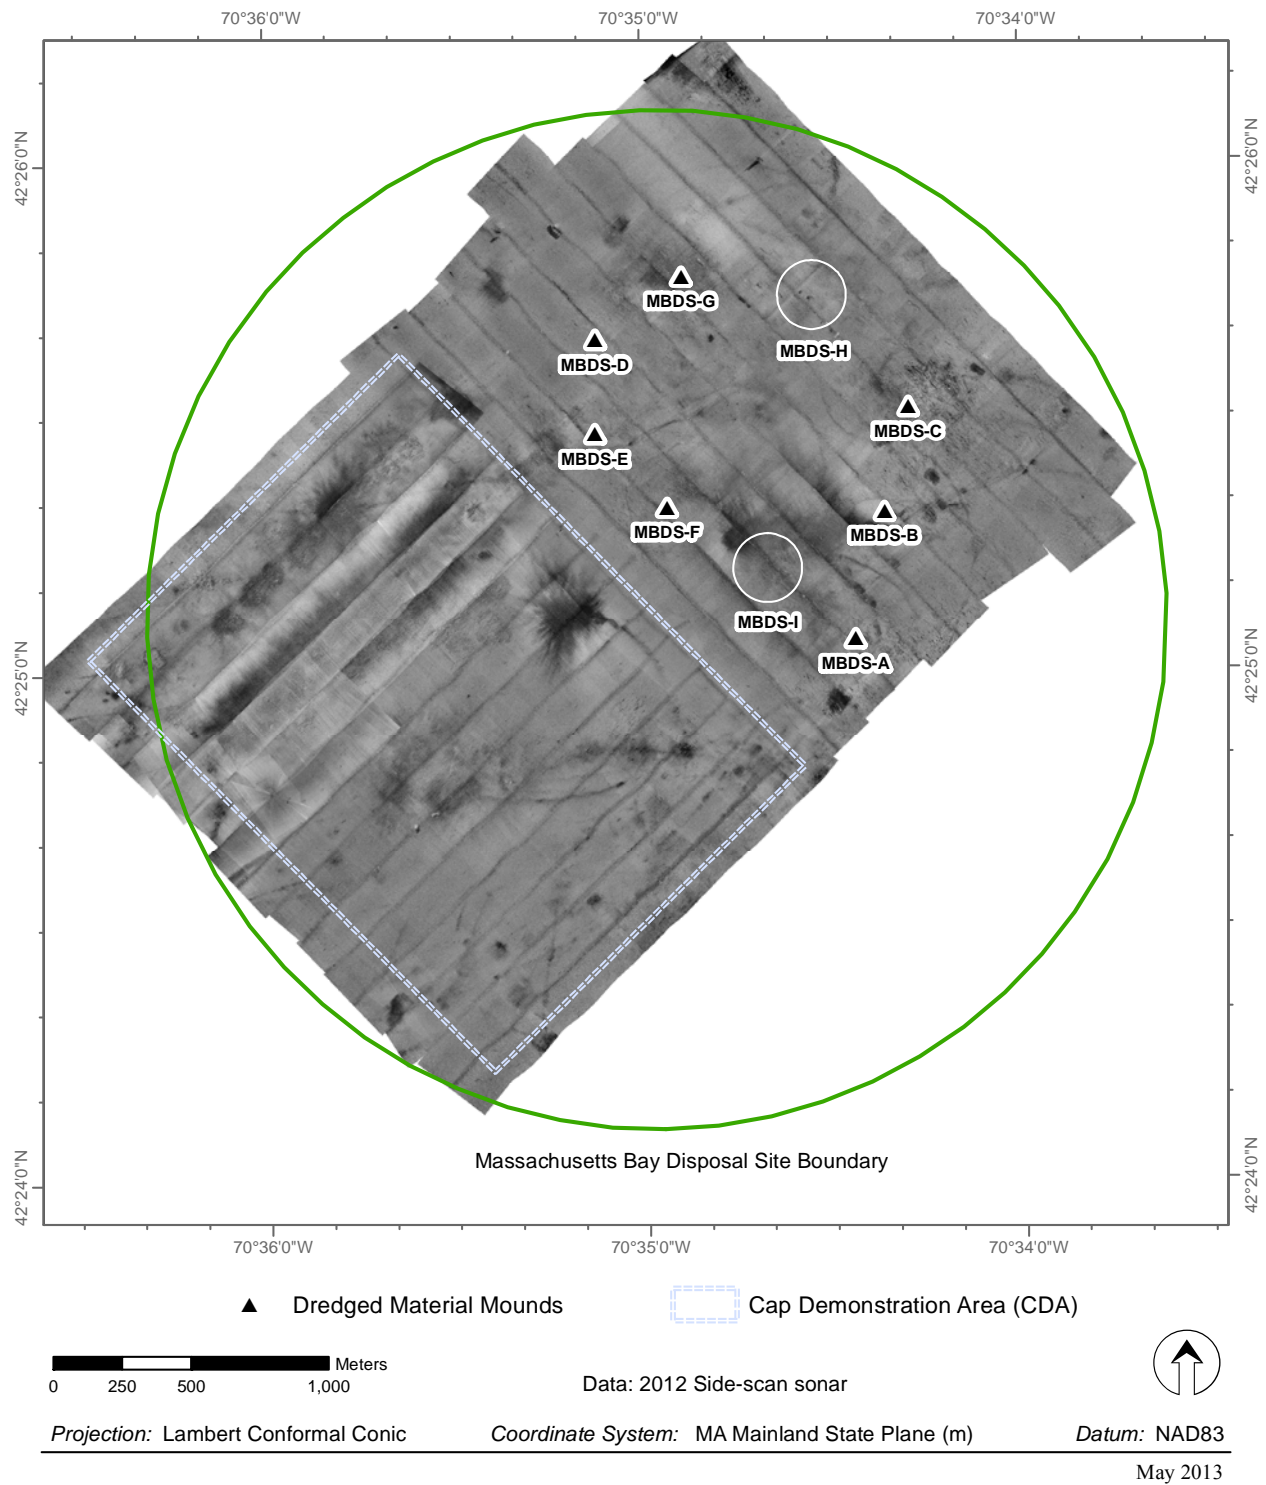 70°36'0"W 70°35'0"W 70°34'0"W
42°26'0"N 42°26'0"N
MBDS-G
MBDS-H
MBDS-D
MBDS-C
MBDS-E
MBDS-F
MBDS-B
MBDS-I
MBDS-A
42°25'0"N 42°25'0"N
Massachusetts Bay Disposal Site Boundary
42°24'0"N 42°24'0"N
70°36'0"W 70°35'0"W 70°34'0"W
Dredged Material Mounds Cap Demonstration Area (CDA)
Meters
0 250 500 1,000
Data: 2012 Side-scan sonar
Projection: Lambert Conformal Conic Coordinate System: MA Mainland State Plane (m) Datum: NAD83
May 2013